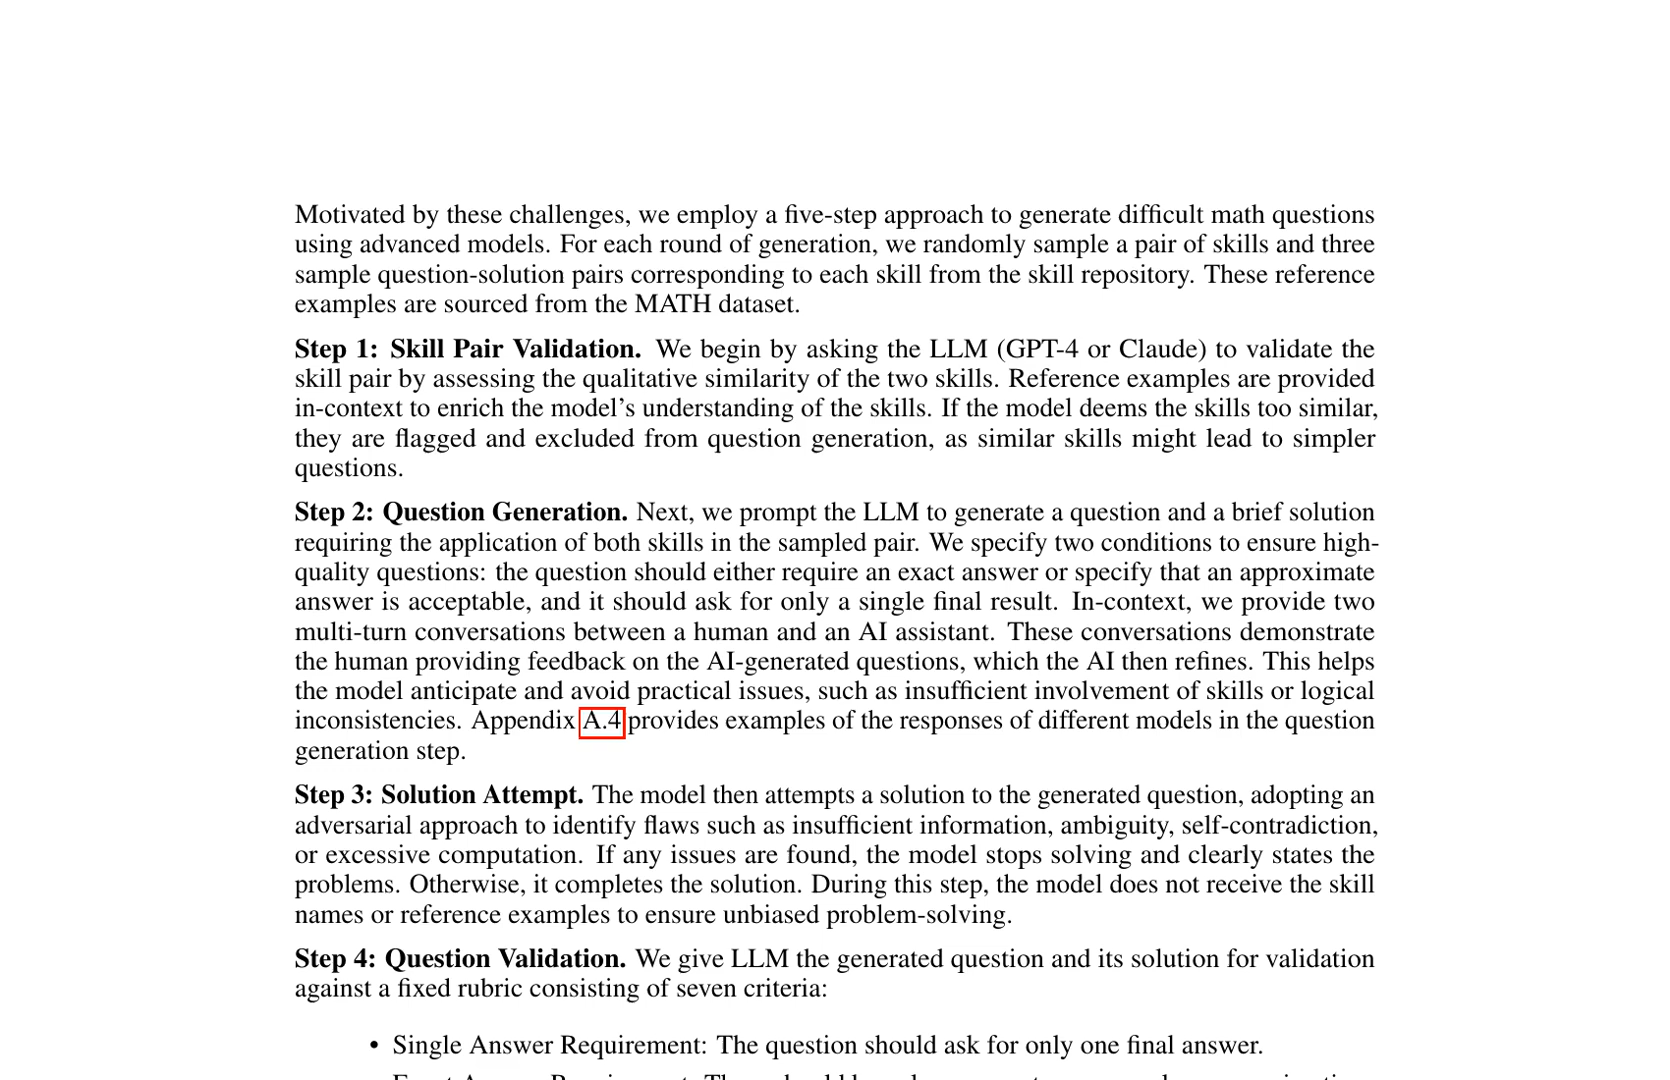 Motivated by these challenges, we employ a five-step approach to generate difficult math questions
using advanced models. For each round of generation, we randomly sample a pair of skills and three
sample question-solution pairs corresponding to each skill from the skill repository. These reference
examples are sourced from the MATH dataset.
Step 1: Skill Pair Validation. We begin by asking the LLM (GPT-4 or Claude) to validate the
skill pair by assessing the qualitative similarity of the two skills. Reference examples are provided
in-context to enrich the model's understanding of the skills. If the model deems the skills too similar,
they are flagged and excluded from question generation, as similar skills might lead to simpler
questions.
Step 2: Question Generation. Next, we prompt the LLM to generate a question and a brief solution
requiring the application of both skills in the sampled pair. We specify two conditions to ensure high-
quality questions: the question should either require an exact answer or specify that an approximate
answer is acceptable, and it should ask for only a single final result. In-context, we provide two
multi-turn conversations between a human and an AI assistant. These conversations demonstrate
the human providing feedback on the AI-generated questions, which the AI then refines. This helps
the model anticipate and avoid practical issues, such as insufficient involvement of skills or logical
inconsistencies. Appendix A.4 provides examples of the responses of different models in the question
generation step.
Step 3: Solution Attempt. The model then attempts a solution to the generated question, adopting an
adversarial approach to identify flaws such as insufficient information, ambiguity, self-contradiction,
or excessive computation. If any issues are found, the model stops solving and clearly states the
problems. Otherwise, it completes the solution. During this step, the model does not receive the skill
names or reference examples to ensure unbiased problem-solving.
Step 4: Question Validation. We give LLM the generated question and its solution for validation
against a fixed rubric consisting of seven criteria:
• Single Answer Requirement: The question should ask for only one final answer.